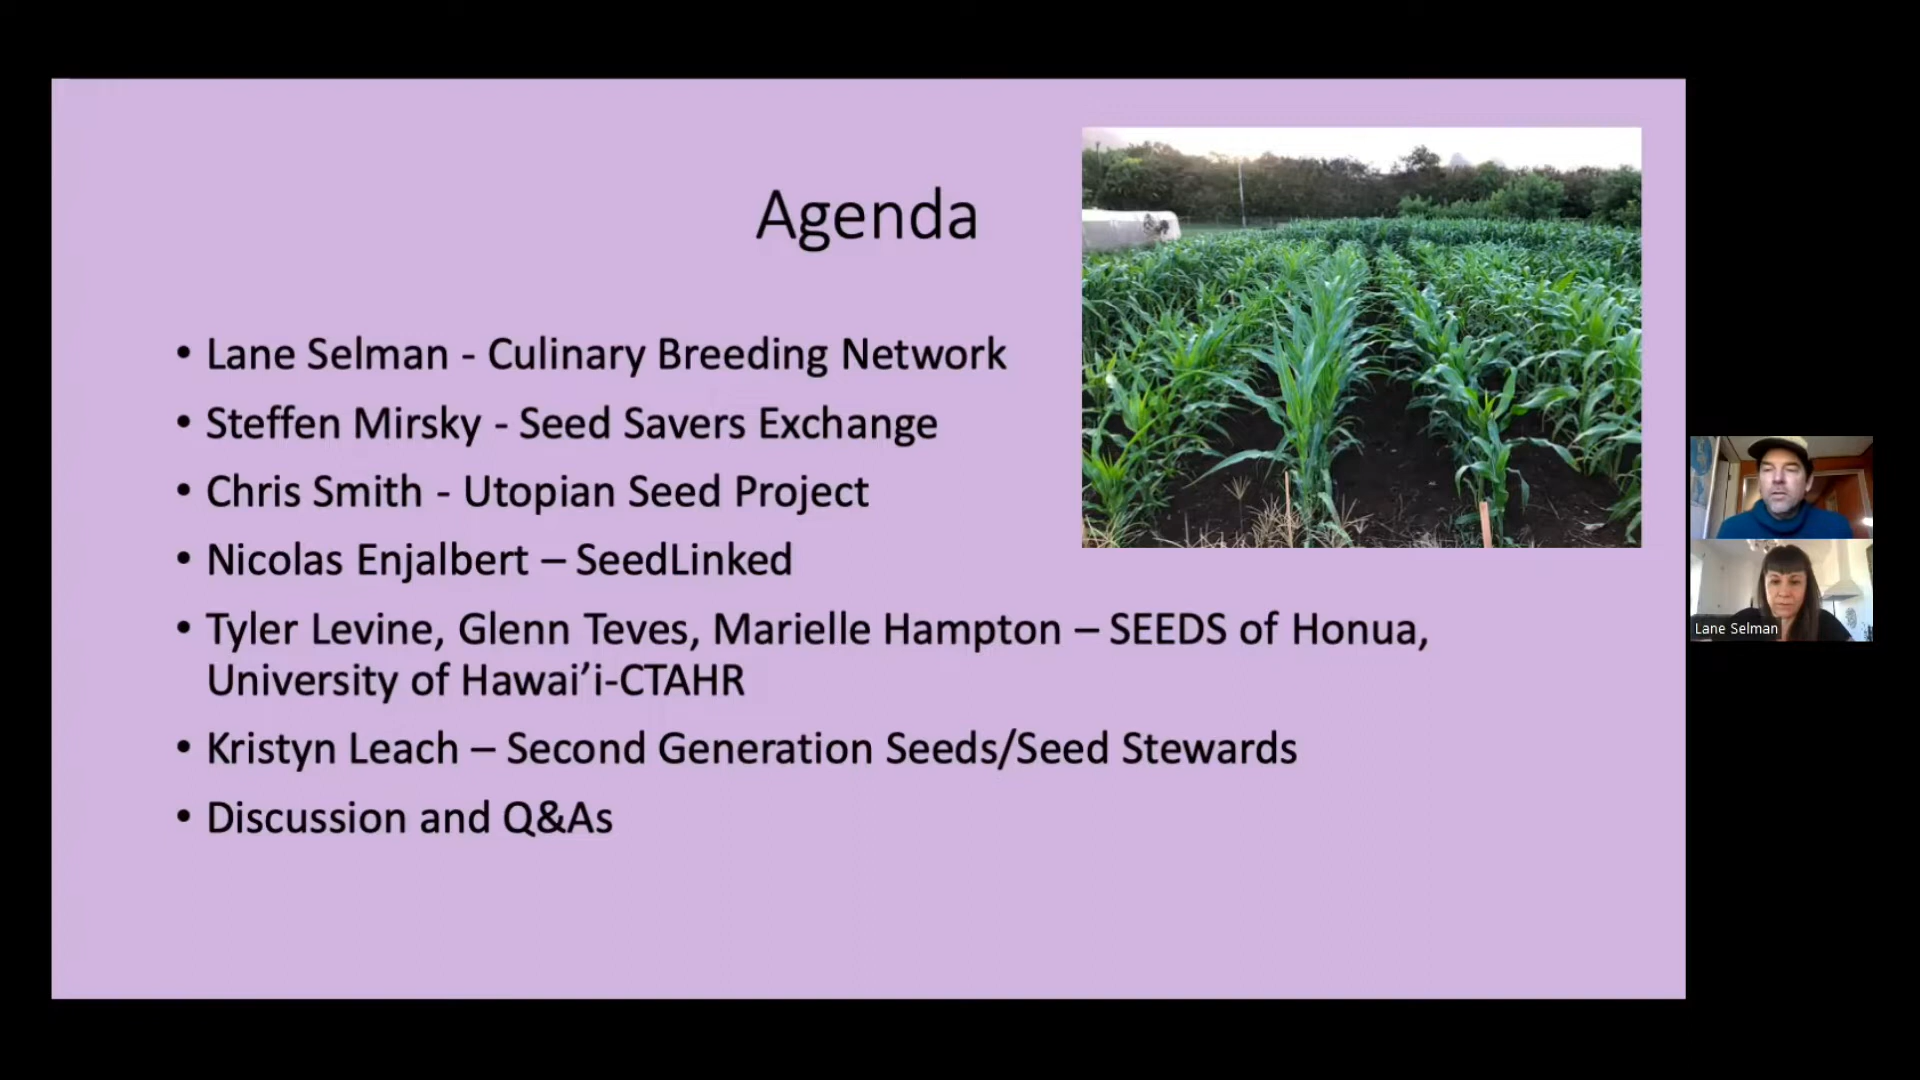 Agenda
• Lane Selman - Culinary Breeding Network
• Steffen Mirsky - Seed Savers Exchange
• Chris Smith - Utopian Seed Project
• Nicolas Enjalbert – SeedLinked
• Tyler Levine, Glenn Teves, Marielle Hampton – SEEDS of Honua,
University of Hawai’i-CTAHR
• Kristyn Leach – Second Generation Seeds/Seed Stewards
• Discussion and Q&As
Lane Selman